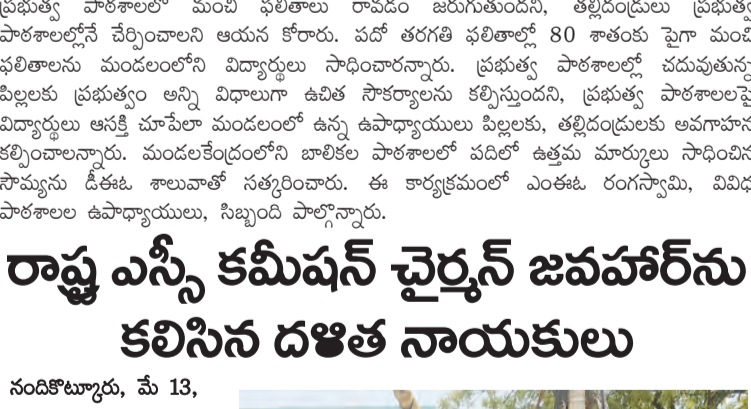 ప్రభుత్వ పాఠశాలలో మంచి ఫలితాలు రావడం జరుగుతుందని, తల్లిదండ్రులు ప్రభుత్వ
పాఠశాలల్లోనే చేర్పించాలని ఆయన కోరారు. పదో తరగతి ఫలితాల్లో 80 శాతంకు పైగా మంచి
ఫలితాలను మండలంలోని విద్యార్థులు సాధించారన్నారు. ప్రభుత్వ పాఠశాలల్లో చదువుతున్న
పిల్లలకు ప్రభుత్వం అన్ని విధాలుగా ఉచిత సౌకర్యాలను కల్పిస్తుందని, ప్రభుత్వ పాఠశాలలపై
విద్యార్థులు ఆసక్తి చూపేలా మండలంలో ఉన్న ఉపాధ్యాయులు పిల్లలకు, తల్లిదండ్రులకు అవగాహన
కల్పించాలన్నారు. మండలకేంద్రంలోని బాలికల పాఠశాలలో పదిలో ఉత్తమ మార్కులు సాధించిన
సౌమ్యను డీఈఓ శాలువాతో సత్కరించారు. ఈ కార్యక్రమంలో ఎంఈఓ రంగస్వామి, వివిధ
పాఠశాలల ఉపాధ్యాయులు, సిబ్బంది పాల్గొన్నారు.
రాష్ట్ర ఎస్సీ కమీషన్ చైర్మన్ జవహార్‌ను
కలిసిన దళిత నాయకులు
నందికొట్కూరు, మే 13,